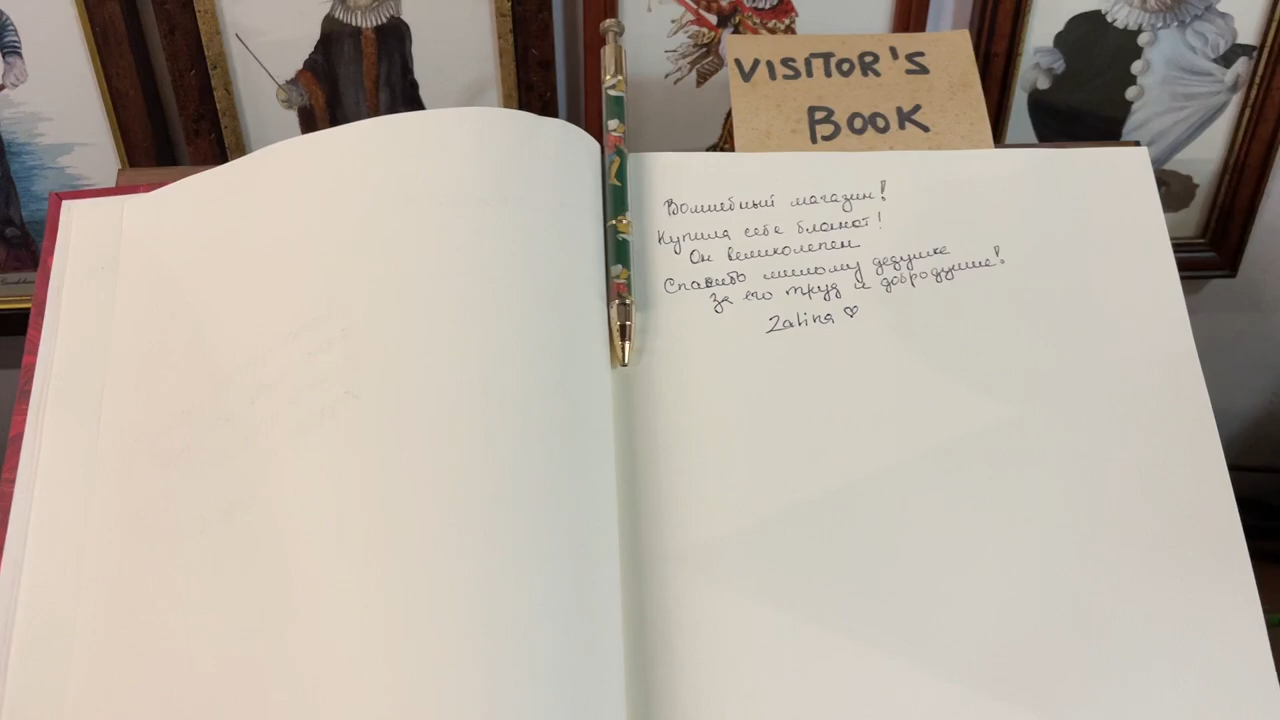 VISITOR'S
BOOK
Волшебный магазин!
Купила себе блокнот!
Он великолепен
Спасибо милому дедушке
За его труд и добродушие!
Zalina ♡